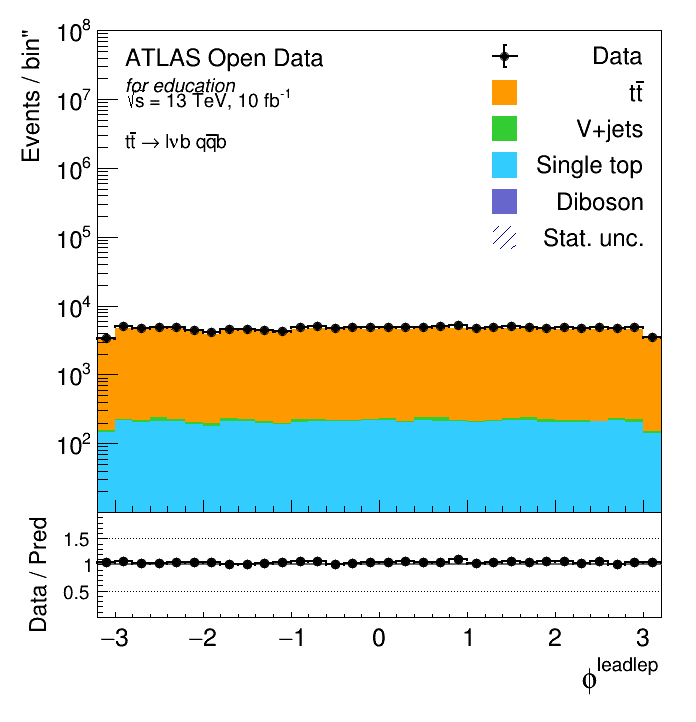 Events / bin"
10⁸
10⁷
10⁶
10⁵
10⁴
10³
10²
ATLAS Open Data
for education
√s = 13 TeV, 10 fb⁻¹
tt̅ → lνb qq̅b
Data
tt̅
V+jets
Single top
Diboson
Stat. unc.
Data / Pred
1.5
1
0.5
−3 −2 −1 0 1 2 3
ϕ^leadlep